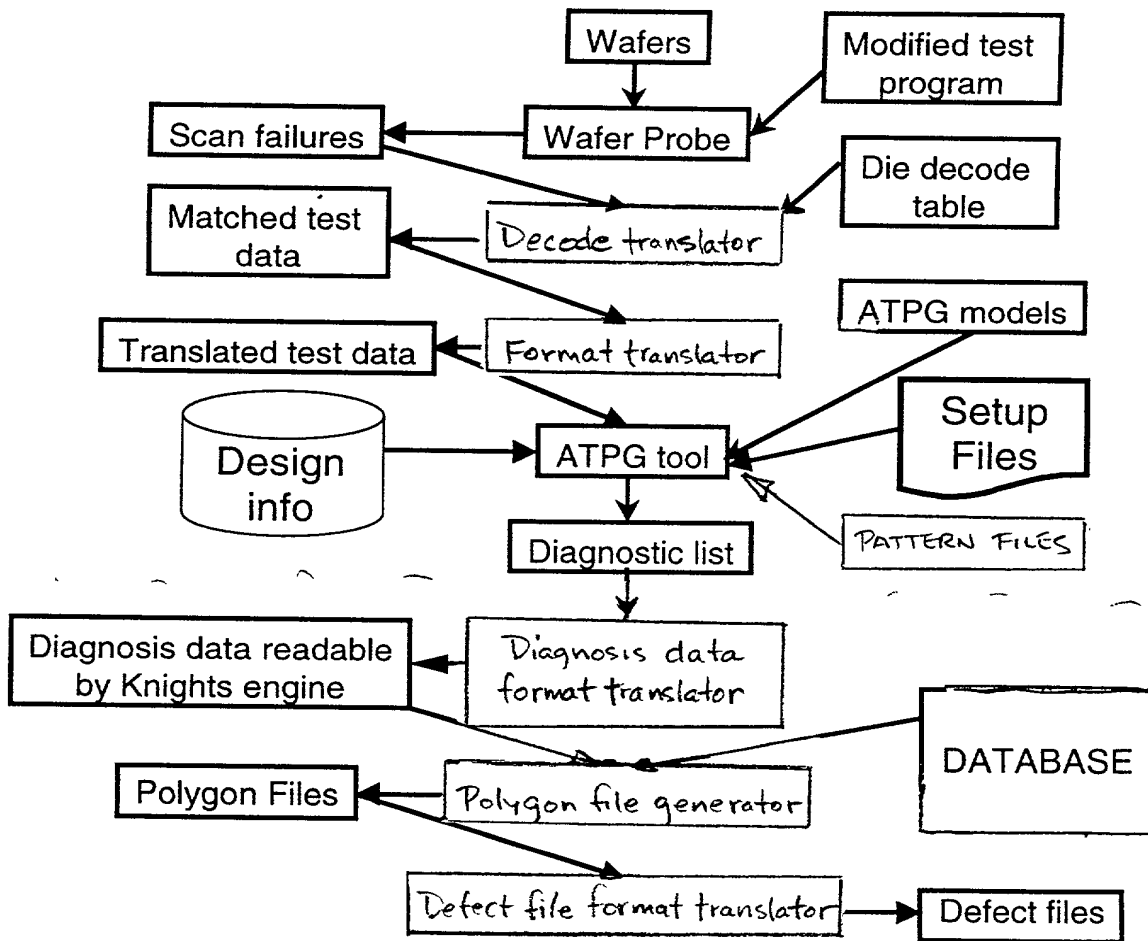 Wafers
Modified test
program
Scan failures
Wafer Probe
Die decode
table
Matched test
data
Decode translator
ATPG models
Translated test data
Format translator
Setup
Files
Design
info
ATPG tool
PATTERN FILES
Diagnostic list
Diagnosis data readable
by Knights engine
Diagnosis data
format translator
DATABASE
Polygon Files
Polygon file generator
Defect file format translator
Defect files